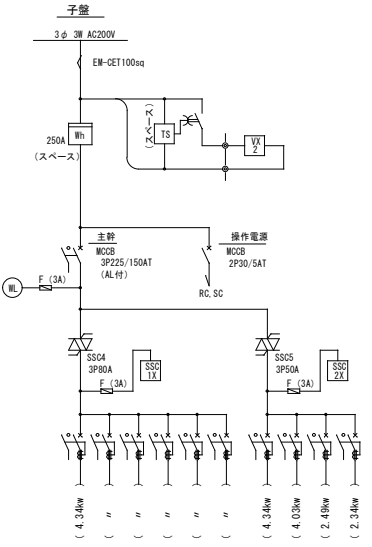 子盤
3φ 3W AC200V
EM-CET100sq
Wh
250A
(スペース)
(スペース)
TS
VX
2
主幹
MCCB
3P225/150AT
(AL付)
操作電源
MCCB
2P30/5AT
RC, SC
WL
F (3A)
SSC4
3P80A
SSC
1X
F (3A)
SSC5
3P50A
SSC
2X
F (3A)
( 4.34kw
( 〃
( 〃
( 〃
( 〃
( 〃
( 4.34kw
( 4.03kw
( 2.49kw
( 2.34kw